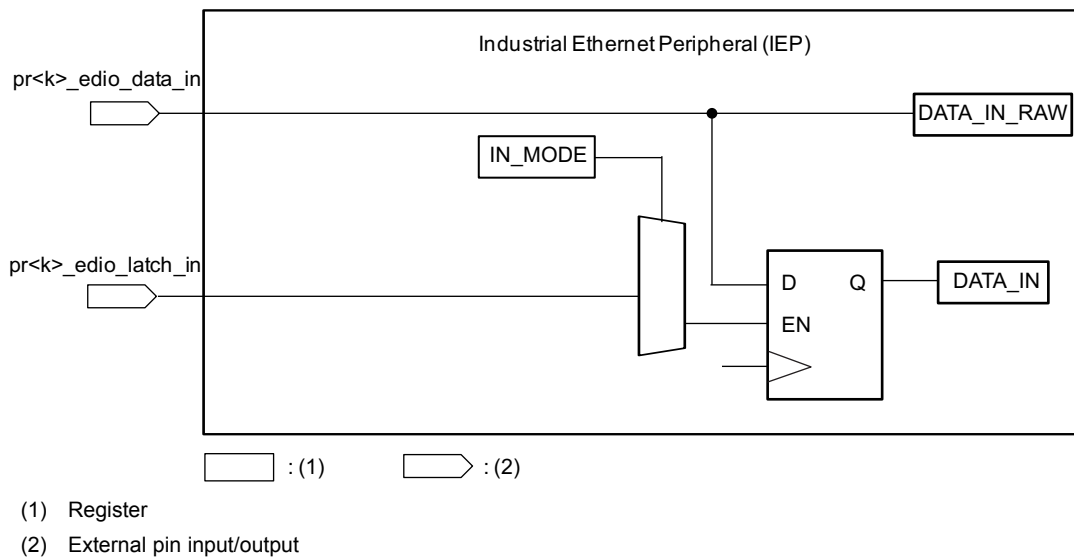 Industrial Ethernet Peripheral (IEP)
pr<k>_edio_data_in
DATA_IN_RAW
IN_MODE
pr<k>_edio_latch_in
D Q
DATA_IN
EN
: (1) : (2)
(1) Register
(2) External pin input/output